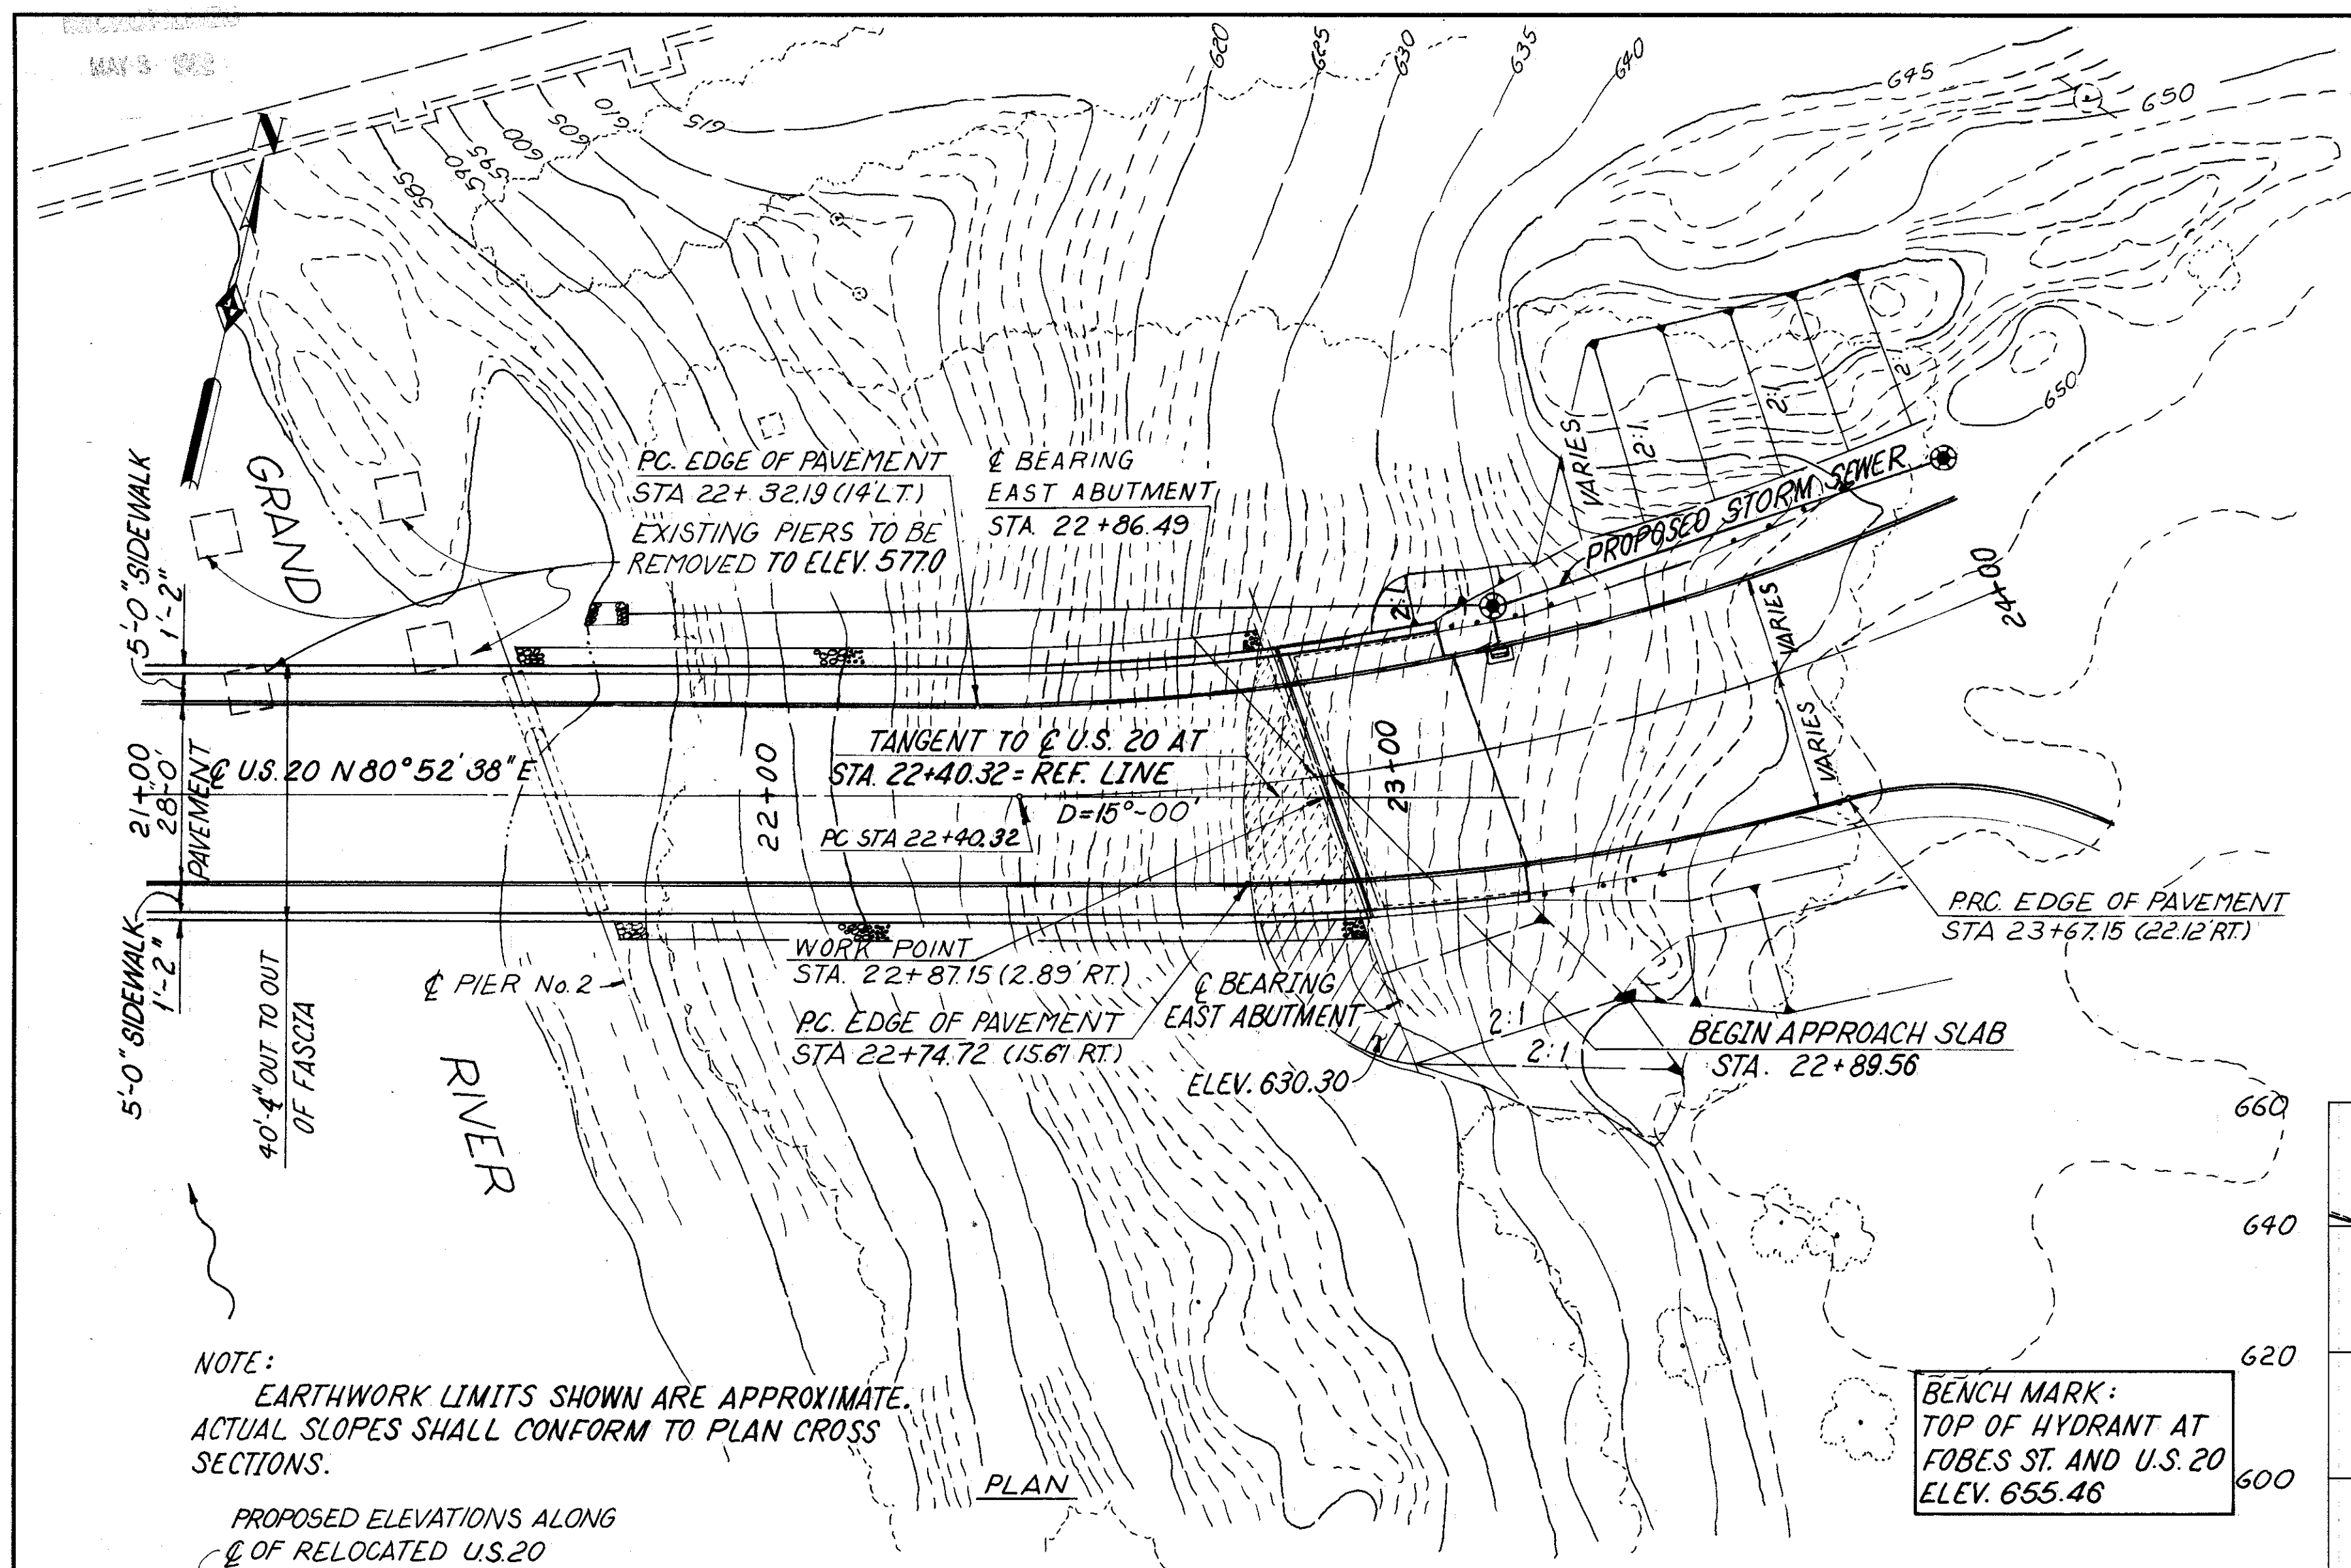 MAY 3
N
585
590
595
600
605
610
615
620
625
630
635
640
645
650
650
GRAND
RIVER
P.C. EDGE OF PAVEMENT
STA 22+32.19 (14' LT.)
EXISTING PIERS TO BE
REMOVED TO ELEV. 577.0
℄ BEARING
EAST ABUTMENT
STA. 22+86.49
VARIES
2:1
2:1
2:1
PROPOSED STORM SEWER
VARIES
VARIES
24+00
5'-0" SIDEWALK
1'-2"
21+00
28'-0"
PAVEMENT
℄ U.S. 20 N 80° 52' 38" E
22+00
TANGENT TO ℄ U.S. 20 AT
STA. 22+40.32 = REF. LINE
D=15°-00'
PC STA 22+40.32
23+00
5'-0" SIDEWALK
1'-2"
40'-4" OUT TO OUT
OF FASCIA
℄ PIER No. 2
WORK POINT
STA. 22+87.15 (2.89' RT.)
P.C. EDGE OF PAVEMENT
STA 22+74.72 (15.61 RT.)
℄ BEARING
EAST ABUTMENT
ELEV. 630.30
2:1
2:1
P.R.C. EDGE OF PAVEMENT
STA 23+67.15 (22.12' RT.)
BEGIN APPROACH SLAB
STA. 22+89.56
660
640
620
600
NOTE:
EARTHWORK LIMITS SHOWN ARE APPROXIMATE.
ACTUAL SLOPES SHALL CONFORM TO PLAN CROSS
SECTIONS.
PLAN
PROPOSED ELEVATIONS ALONG
℄ OF RELOCATED U.S. 20
BENCH MARK:
TOP OF HYDRANT AT
FOBES ST. AND U.S. 20
ELEV. 655.46